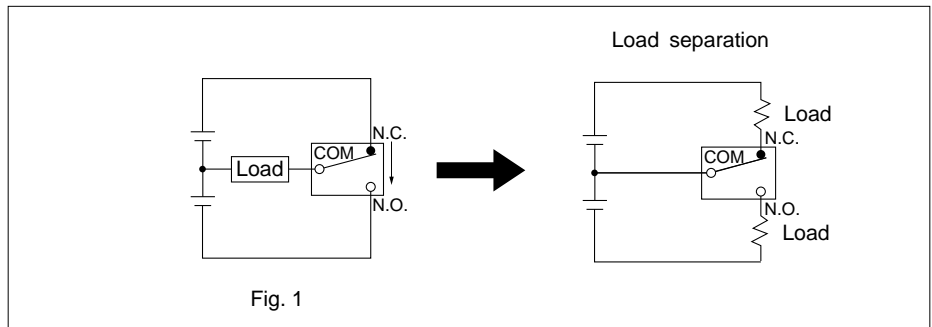 Load separation
N.C.
COM
Load
N.O.
Fig. 1
Load
N.C.
COM
N.O.
Load